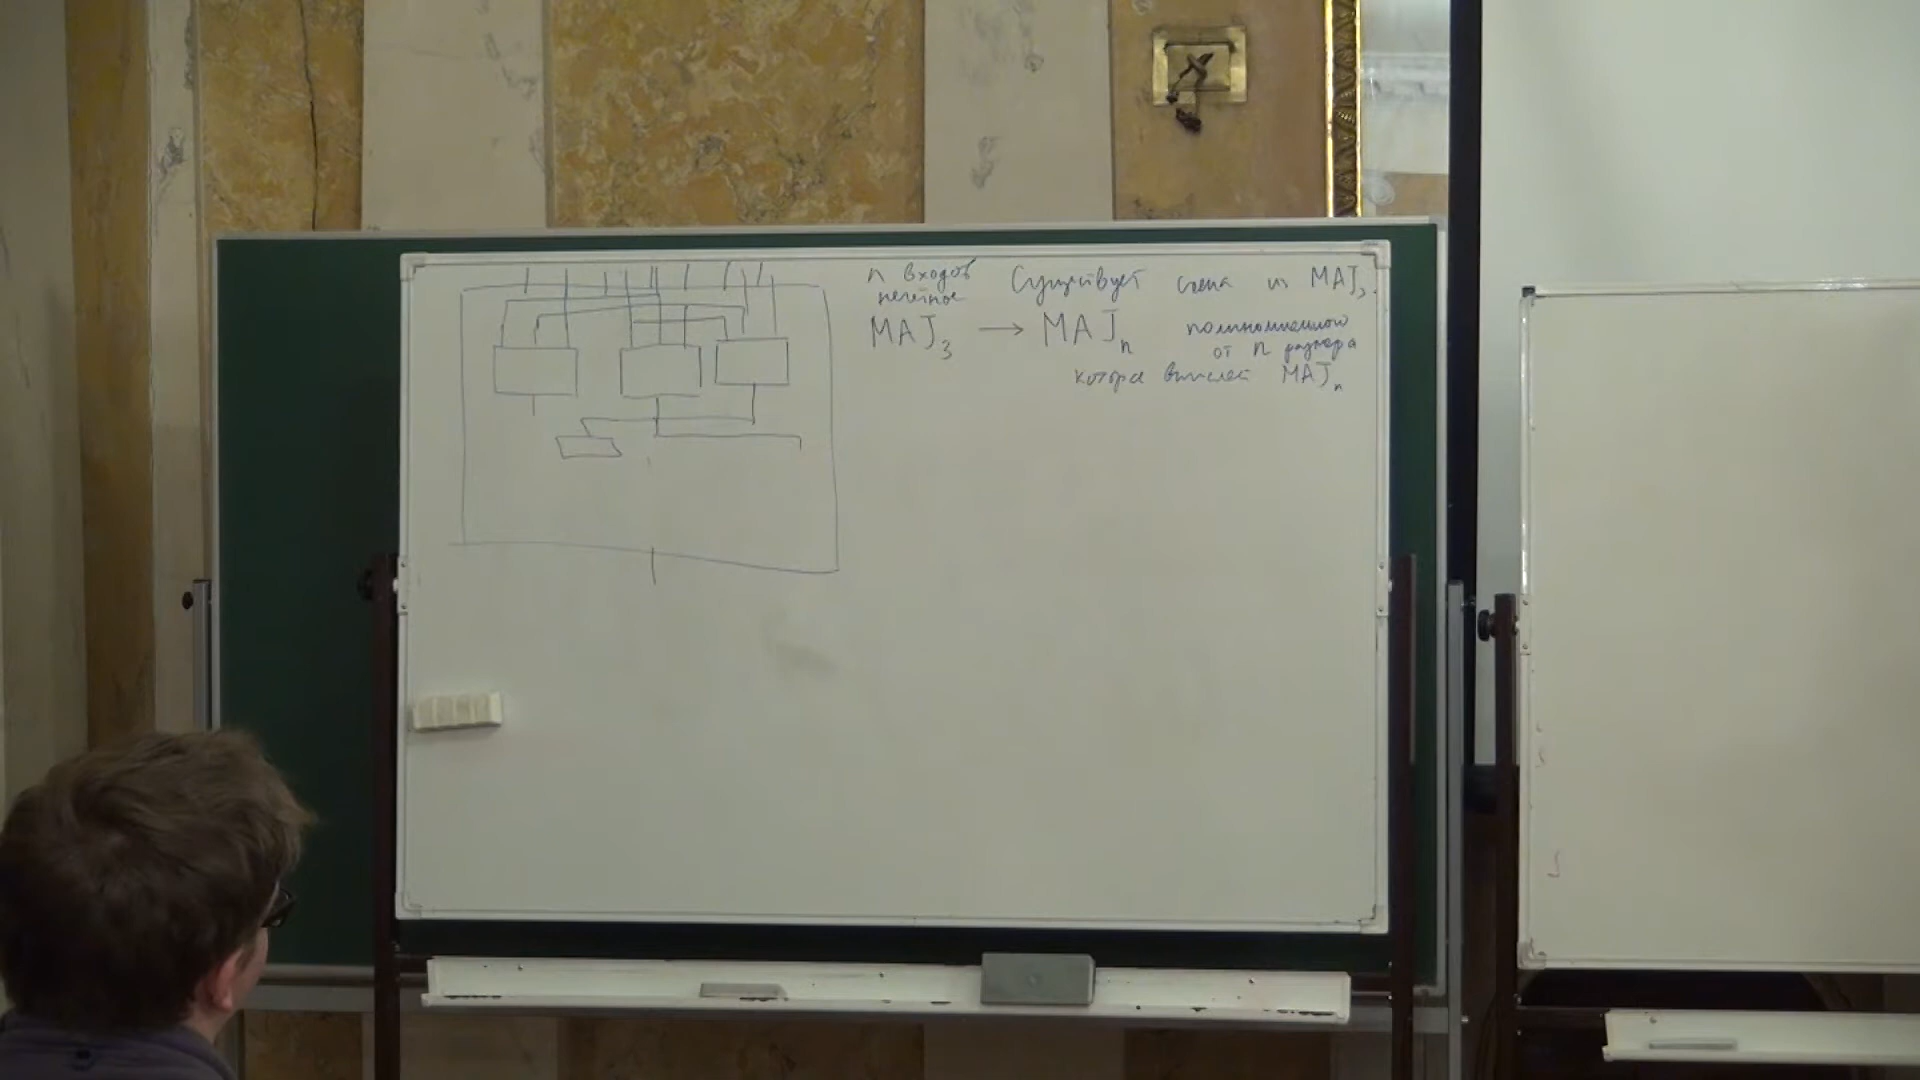 n входов
нечётное
MAJ₃ → MAJₙ
Существует схема из MAJ₃
полиномиального
от n размера
которая вычисляет MAJₙ